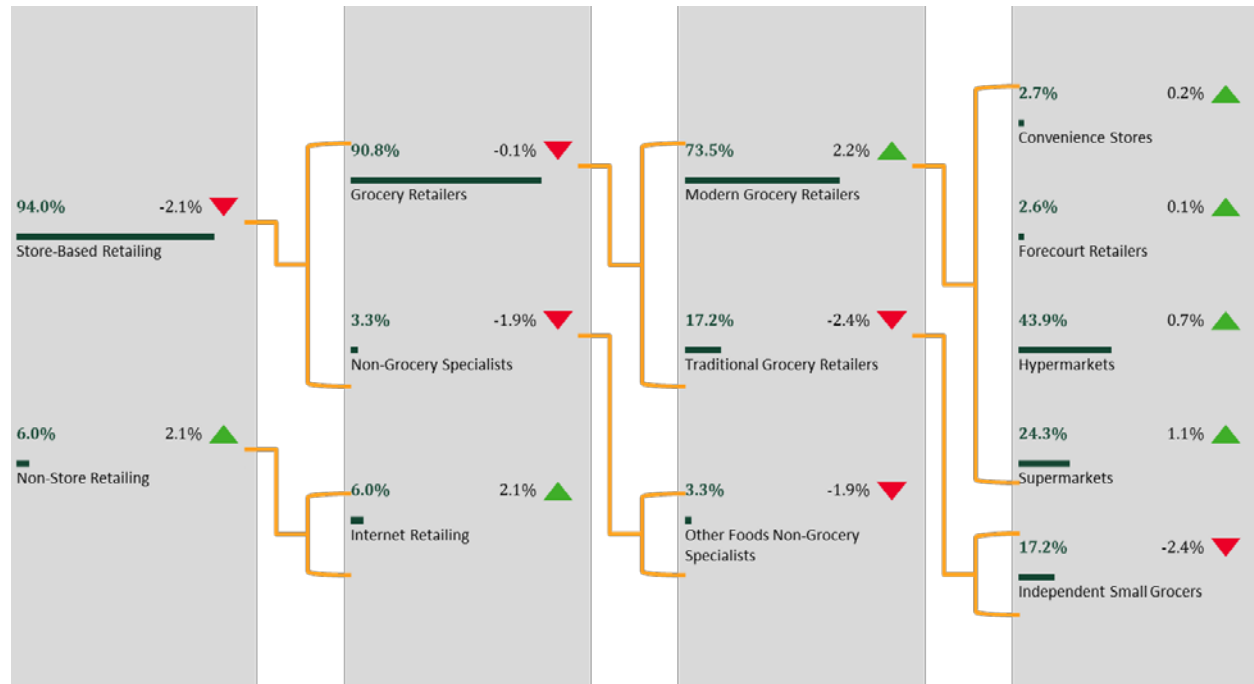 94.0% -2.1%
Store-Based Retailing
6.0% 2.1%
Non-Store Retailing
90.8% -0.1%
Grocery Retailers
3.3% -1.9%
Non-Grocery Specialists
6.0% 2.1%
Internet Retailing
73.5% 2.2%
Modern Grocery Retailers
17.2% -2.4%
Traditional Grocery Retailers
3.3% -1.9%
Other Foods Non-Grocery
Specialists
2.7% 0.2%
Convenience Stores
2.6% 0.1%
Forecourt Retailers
43.9% 0.7%
Hypermarkets
24.3% 1.1%
Supermarkets
17.2% -2.4%
Independent Small Grocers